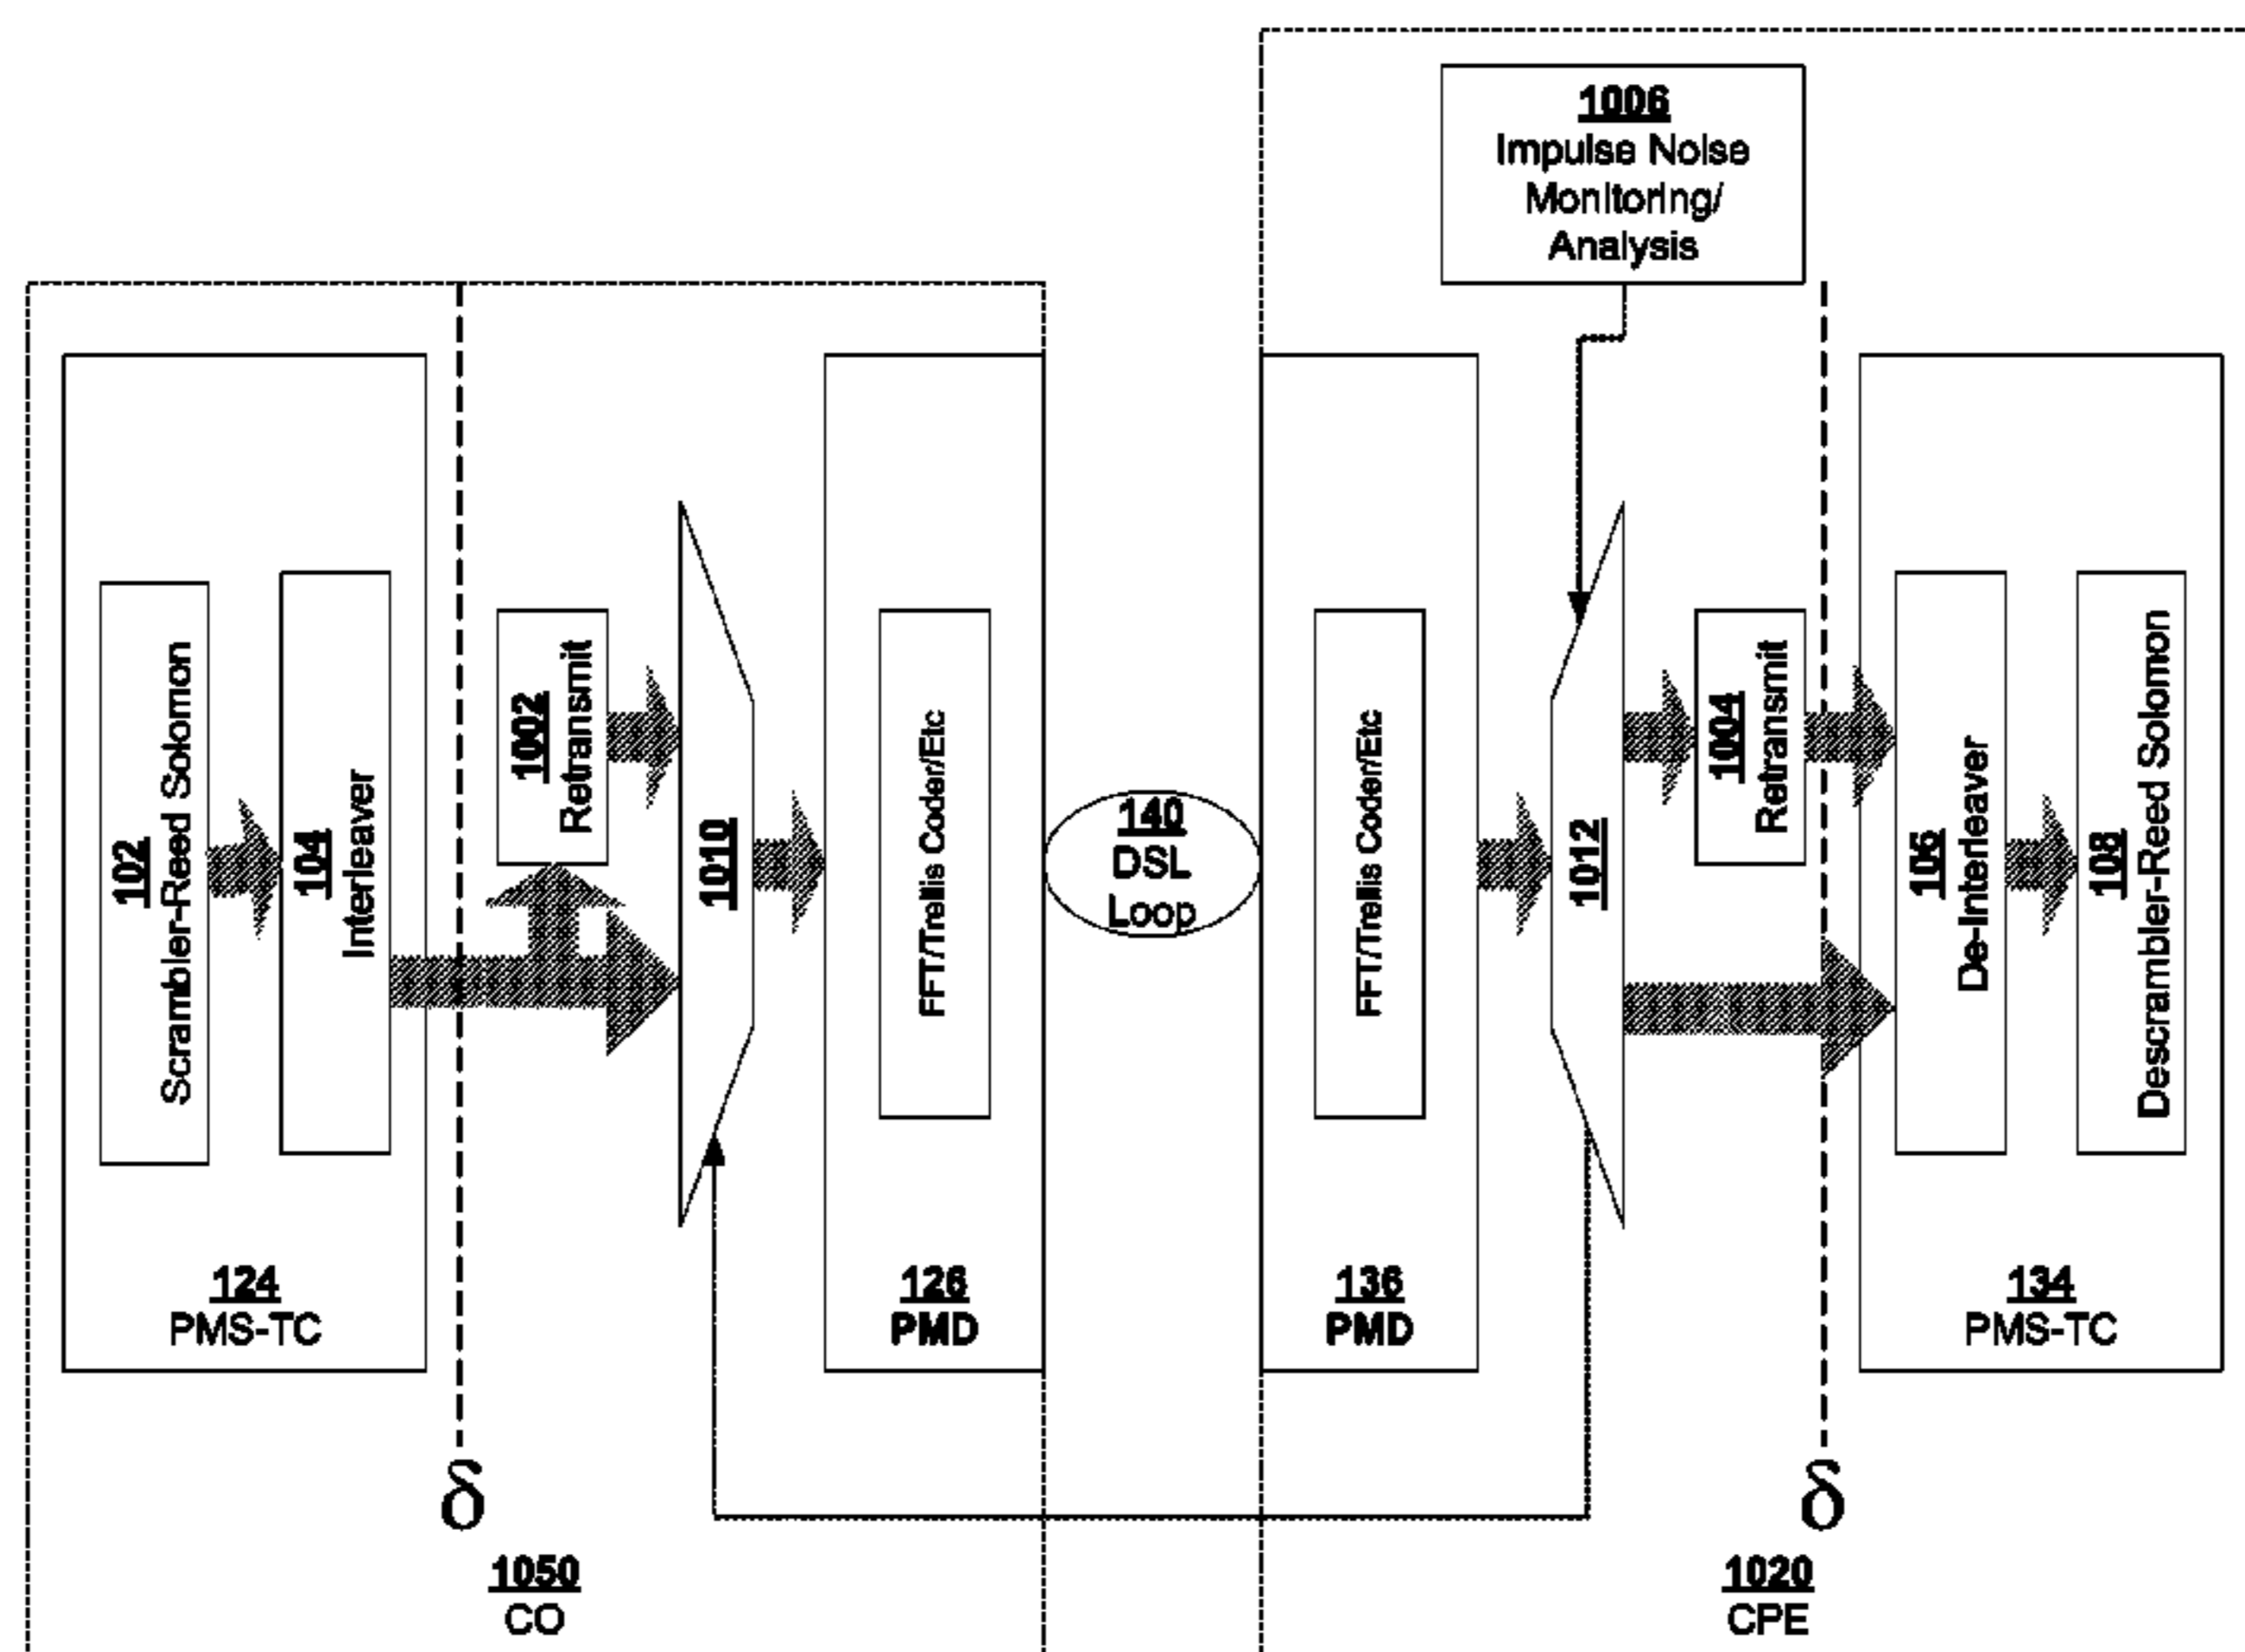 1006
Impulse Noise
Monitoring/
Analysis
102
Scrambler-Reed Solomon
104
Interleaver
1002
Retransmit
1010
FFT/Trellis Coder/Etc
140
DSL
Loop
FFT/Trellis Coder/Etc
1012
1004
Retransmit
106
De-Interleaver
108
Descrambler-Reed Solomon
124
PMS-TC
126
PMD
136
PMD
134
PMS-TC
δ
δ
1050
CO
1020
CPE